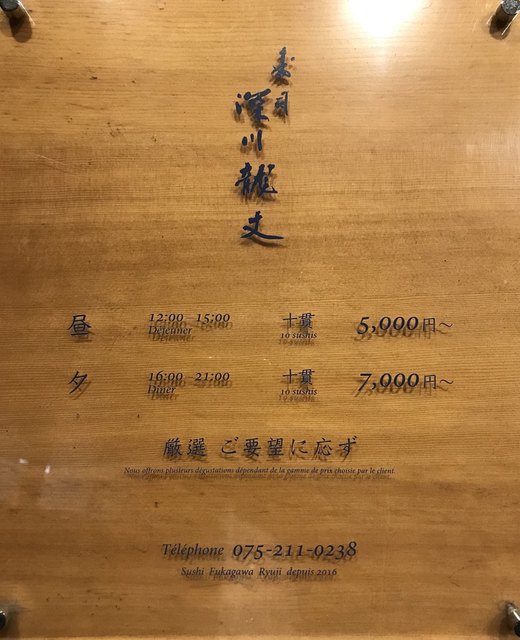 寿司
深川龍丈
昼 12:00 – 15:00 十貫 5,000円～
Déjeuner 10 sushis
夕 16:00 – 21:00 十貫 7,000円～
Dîner 10 sushis
厳選 ご要望に応ず
Nous offrons plusieurs dégustations dépendant de la gamme de prix choisie par le client.
Téléphone 075-211-0238
Sushi Fukagawa Ryuji depuis 2016